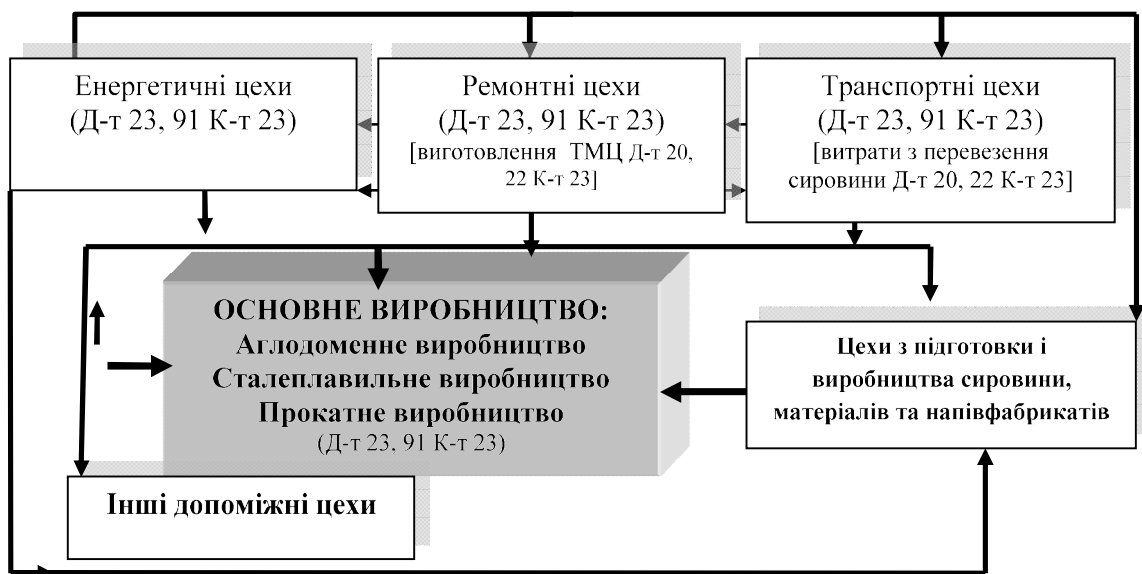 Енергетичні цехи
(Д-т 23, 91 К-т 23)
Ремонтні цехи
(Д-т 23, 91 К-т 23)
[виготовлення ТМЦ Д-т 20,
22 К-т 23]
Транспортні цехи
(Д-т 23, 91 К-т 23)
[витрати з перевезення
сировини Д-т 20, 22 К-т 23]
ОСНОВНЕ ВИРОБНИЦТВО:
Аглодоменне виробництво
Сталеплавильне виробництво
Прокатне виробництво
(Д-т 23, 91 К-т 23)
Цехи з підготовки і
виробництва сировини,
матеріалів та напівфабрикатів
Інші допоміжні цехи